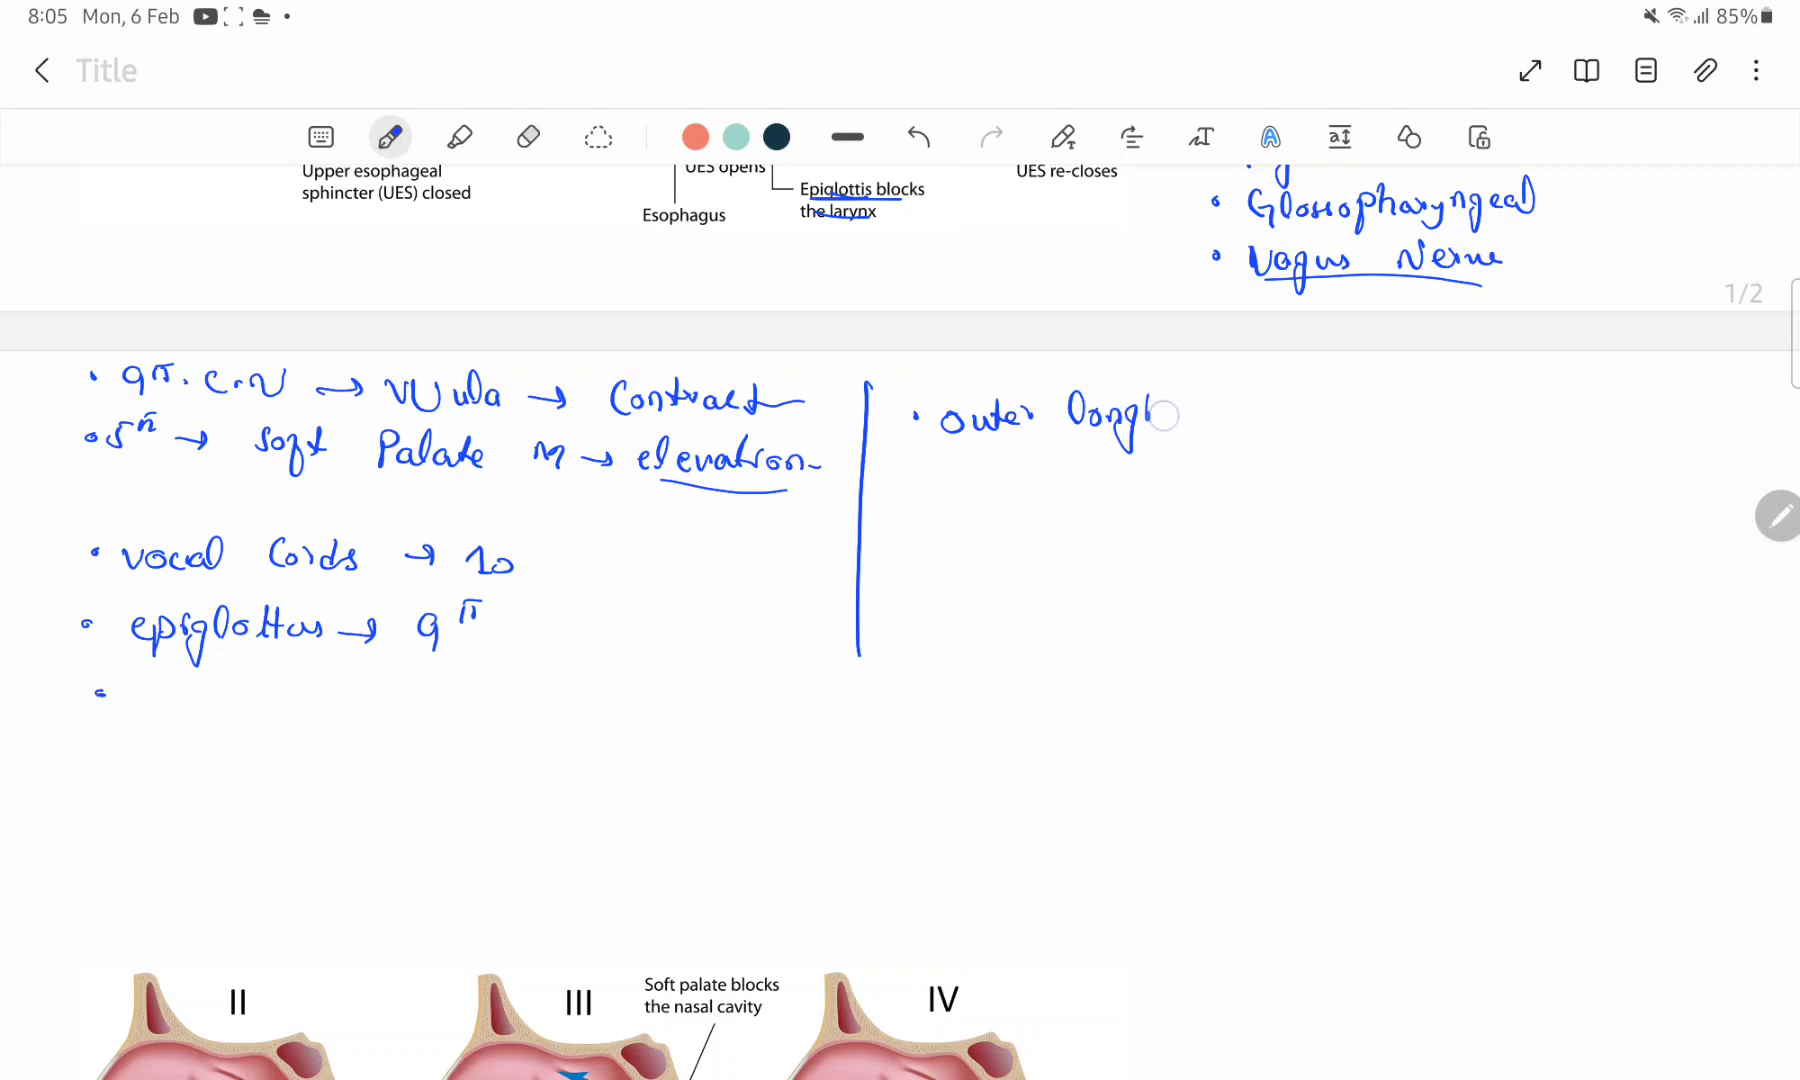 8:05 Mon, 6 Feb
85%
Title
Upper esophageal
sphincter (UES) closed
UES opens
Esophagus
Epiglottis blocks
the larynx
UES re-closes
• Glossopharyngeal
• Vagus Nerve
1/2
• 9th. C.N → Uvula → Contract
• 5th → soft Palate m → elevation
• vocal Cords → 10
• epiglottus → 9th
•
• outer longl
II
III
Soft palate blocks
the nasal cavity
IV